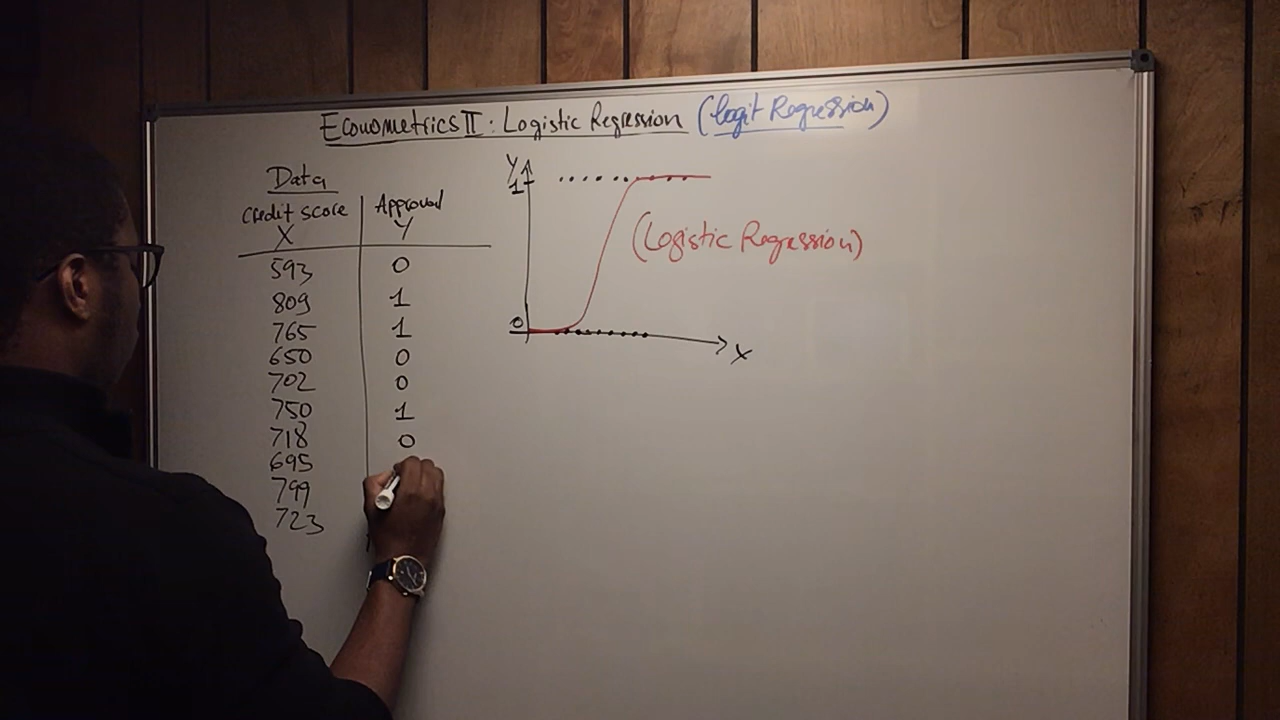 Econometrics II : Logistic Regression (Logit Regression)
Data
Credit score Approved
X Y
593 0
809 1
765 1
650 0
702 0
750 1
718 0
695
799
723
Y
1
(Logistic Regression)
0
X